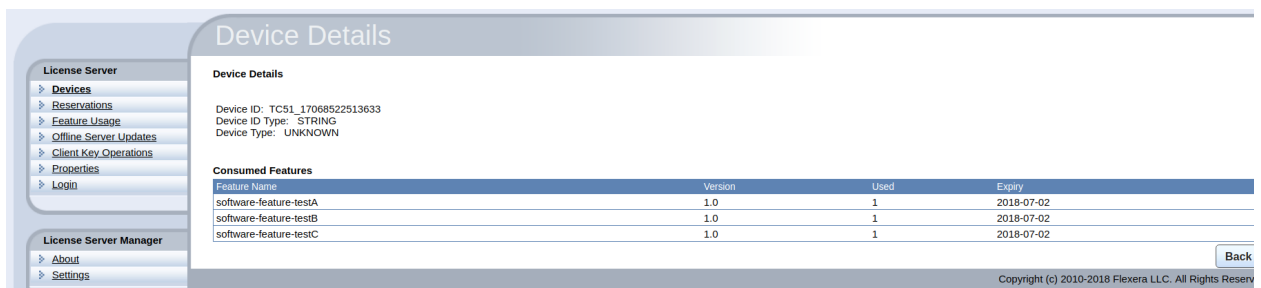 Device Details
License Server
Devices
Reservations
Feature Usage
Offline Server Updates
Client Key Operations
Properties
Login
License Server Manager
About
Settings
Device Details
Device ID: TC51_17068522513633
Device ID Type: STRING
Device Type: UNKNOWN
Consumed Features
Feature Name Version Used Expiry
software-feature-testA 1.0 1 2018-07-02
software-feature-testB 1.0 1 2018-07-02
software-feature-testC 1.0 1 2018-07-02
Back
Copyright (c) 2010-2018 Flexera LLC. All Rights Reserv